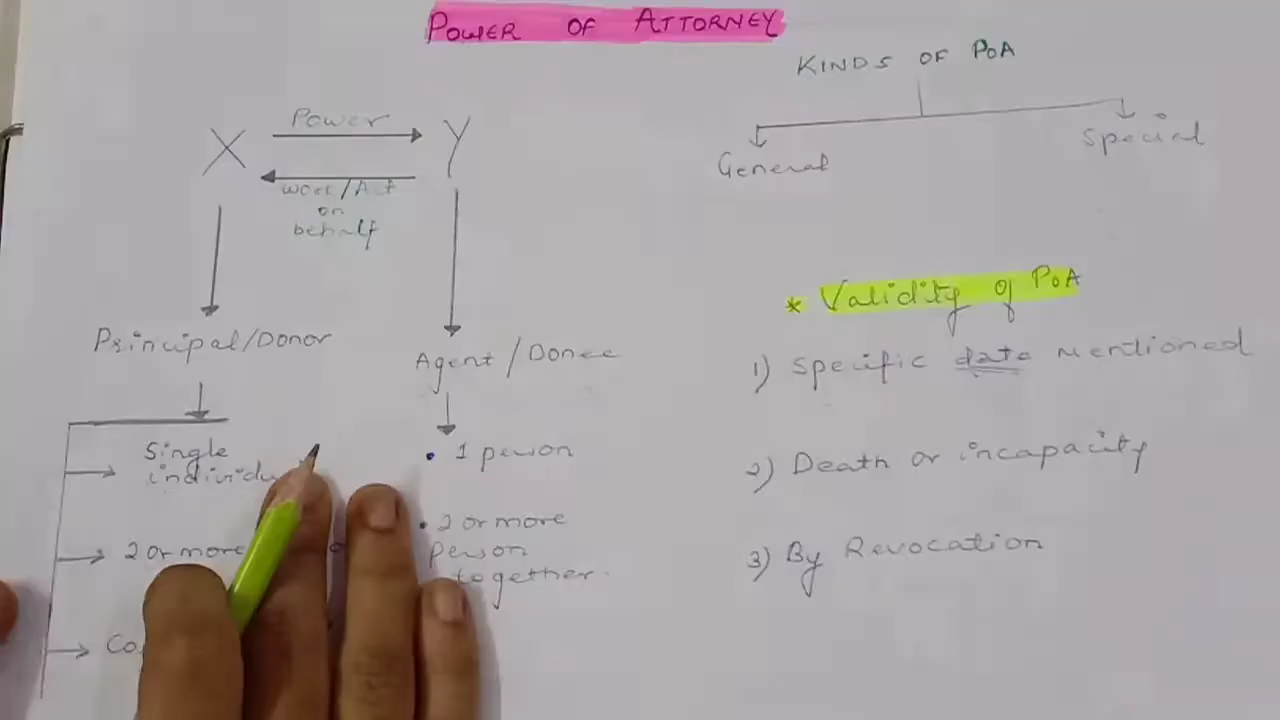 POWER OF ATTORNEY
X
Power
Y
Work/Act
on
behalf
Principal/Donor
Agent/Donee
Single
2 or more
• 1 person
• 2 or more
person
together.
KINDS OF PoA
General
Special
* Validity of PoA
1) Specific date mentioned
2) Death or incapacity
3) By Revocation